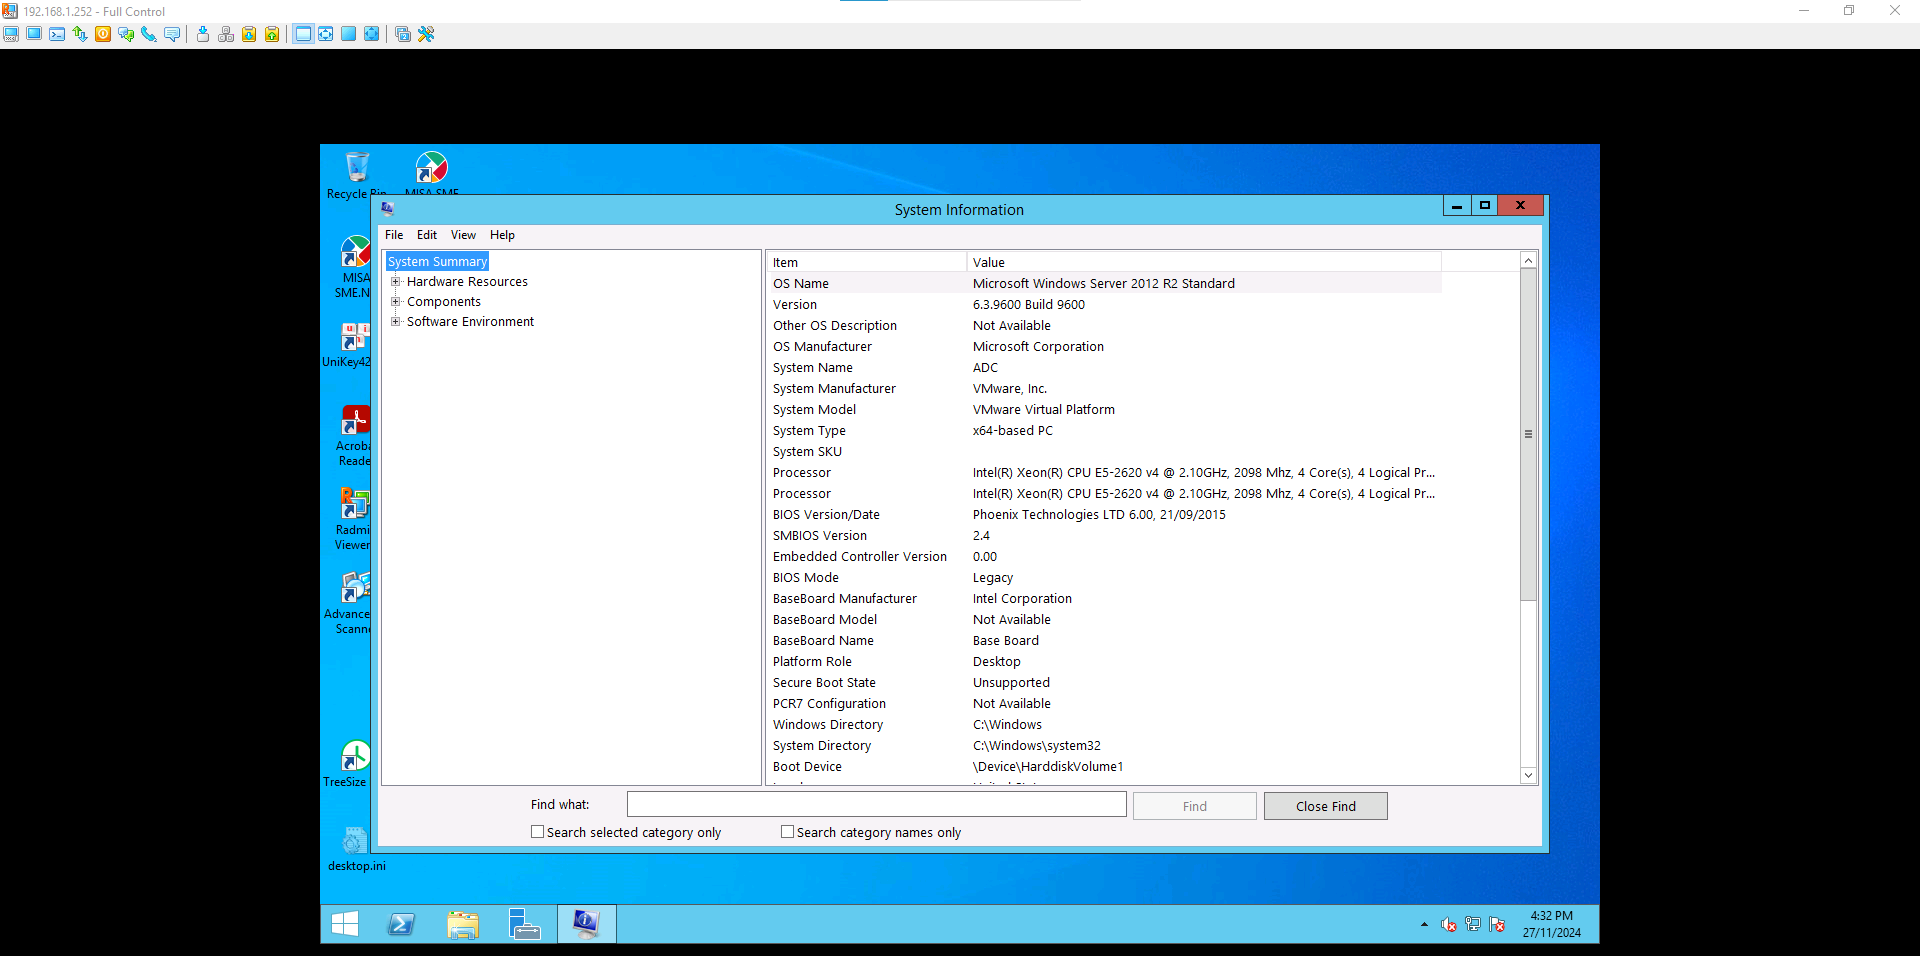 192.168.1.252 - Full Control
Recycle Bin
MISA SME
System Information
File Edit View Help
System Summary
Hardware Resources
Components
Software Environment
Item Value
OS Name Microsoft Windows Server 2012 R2 Standard
Version 6.3.9600 Build 9600
Other OS Description Not Available
OS Manufacturer Microsoft Corporation
System Name ADC
System Manufacturer VMware, Inc.
System Model VMware Virtual Platform
System Type x64-based PC
System SKU
Processor Intel(R) Xeon(R) CPU E5-2620 v4 @ 2.10GHz, 2098 Mhz, 4 Core(s), 4 Logical Pr...
Processor Intel(R) Xeon(R) CPU E5-2620 v4 @ 2.10GHz, 2098 Mhz, 4 Core(s), 4 Logical Pr...
BIOS Version/Date Phoenix Technologies LTD 6.00, 21/09/2015
SMBIOS Version 2.4
Embedded Controller Version 0.00
BIOS Mode Legacy
BaseBoard Manufacturer Intel Corporation
BaseBoard Model Not Available
BaseBoard Name Base Board
Platform Role Desktop
Secure Boot State Unsupported
PCR7 Configuration Not Available
Windows Directory C:\Windows
System Directory C:\Windows\system32
Boot Device \Device\HarddiskVolume1
Find what: Find Close Find
Search selected category only Search category names only
MISA
SME.N
UniKey42
Acroba
Reade
Radmi
Viewer
Advance
Scann
TreeSize
desktop.ini
4:32 PM
27/11/2024